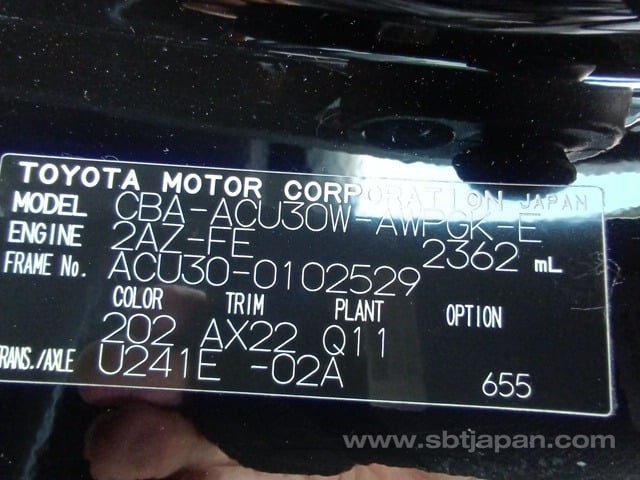 TOYOTA MOTOR CORPORATION JAPAN
MODEL CBA-ACU30W-AWPGK-E
ENGINE 2AZ-FE 2362 mL
FRAME No. ACU30-0102529
COLOR TRIM PLANT OPTION
202 AX22 Q11
TRANS./AXLE U241E -02A 655
www.sbtjapan.com